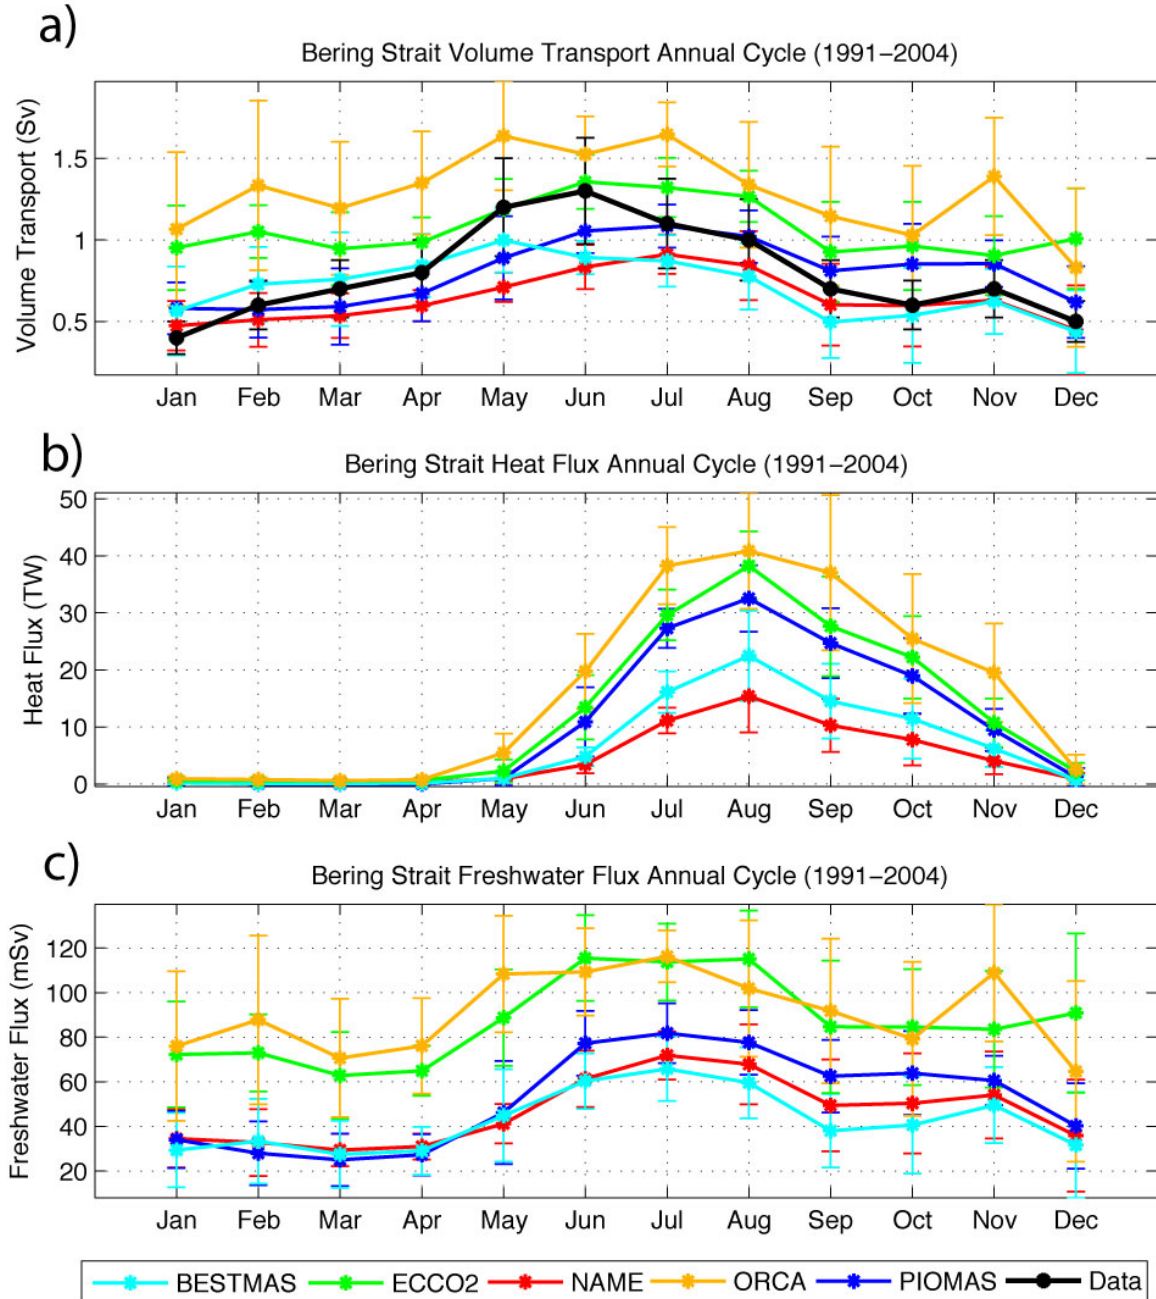 a)
Bering Strait Volume Transport Annual Cycle (1991−2004)
Volume Transport (Sv)
1.5
1
0.5
Jan Feb Mar Apr May Jun Jul Aug Sep Oct Nov Dec
b)
Bering Strait Heat Flux Annual Cycle (1991−2004)
Heat Flux (TW)
50
40
30
20
10
0
Jan Feb Mar Apr May Jun Jul Aug Sep Oct Nov Dec
c)
Bering Strait Freshwater Flux Annual Cycle (1991−2004)
Freshwater Flux (mSv)
120
100
80
60
40
20
Jan Feb Mar Apr May Jun Jul Aug Sep Oct Nov Dec
BESTMAS ECCO2 NAME ORCA PIOMAS Data